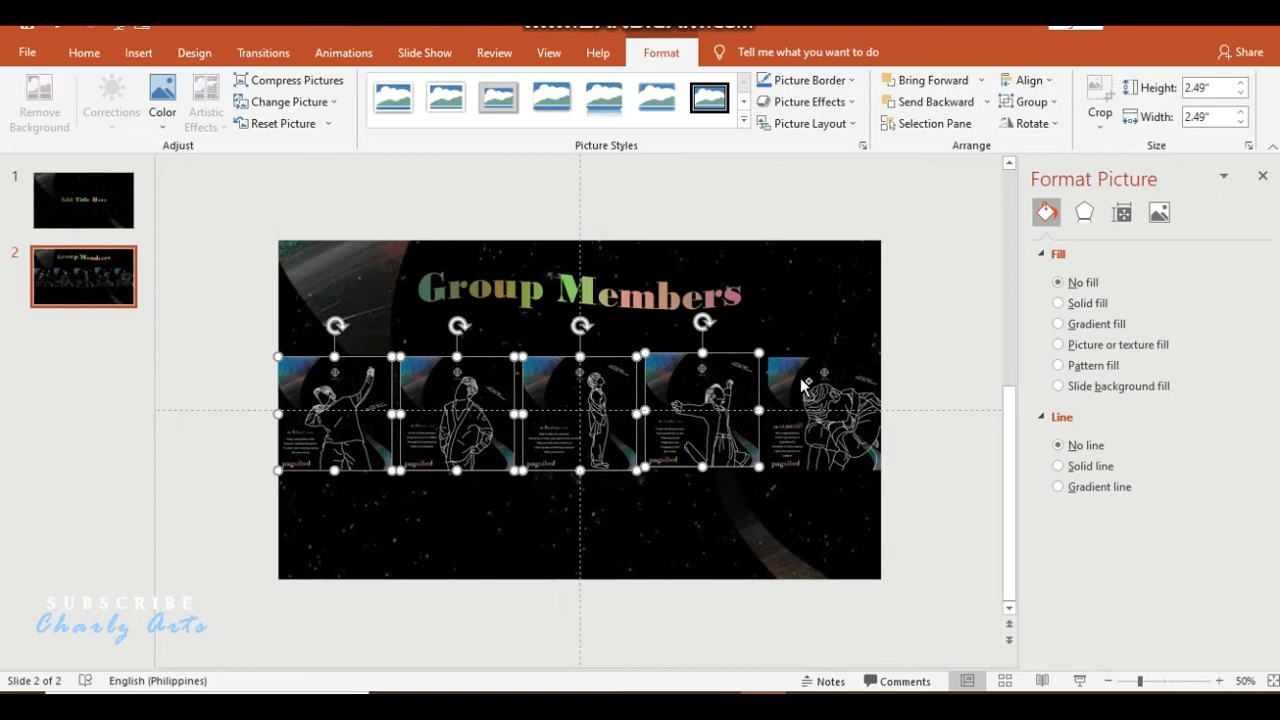 File
Home
Insert
Design
Transitions
Animations
Slide Show
Review
View
Help
Format
Tell me what you want to do
Share
Remove Background
Corrections
Color
Artistic Effects
Compress Pictures
Change Picture
Reset Picture
Adjust
Picture Styles
Picture Border
Picture Effects
Picture Layout
Bring Forward
Send Backward
Selection Pane
Align
Group
Rotate
Arrange
Crop
Height: 2.49"
Width: 2.49"
Size
1
Add Title Here
2
Group Members
Group Members
pagsibol
pagsibol
pagsibol
pagsibol
pagsibol
Format Picture
Fill
No fill
Solid fill
Gradient fill
Picture or texture fill
Pattern fill
Slide background fill
Line
No line
Solid line
Gradient line
SUBSCRIBE
Charly Arts
Slide 2 of 2
English (Philippines)
Notes
Comments
50%